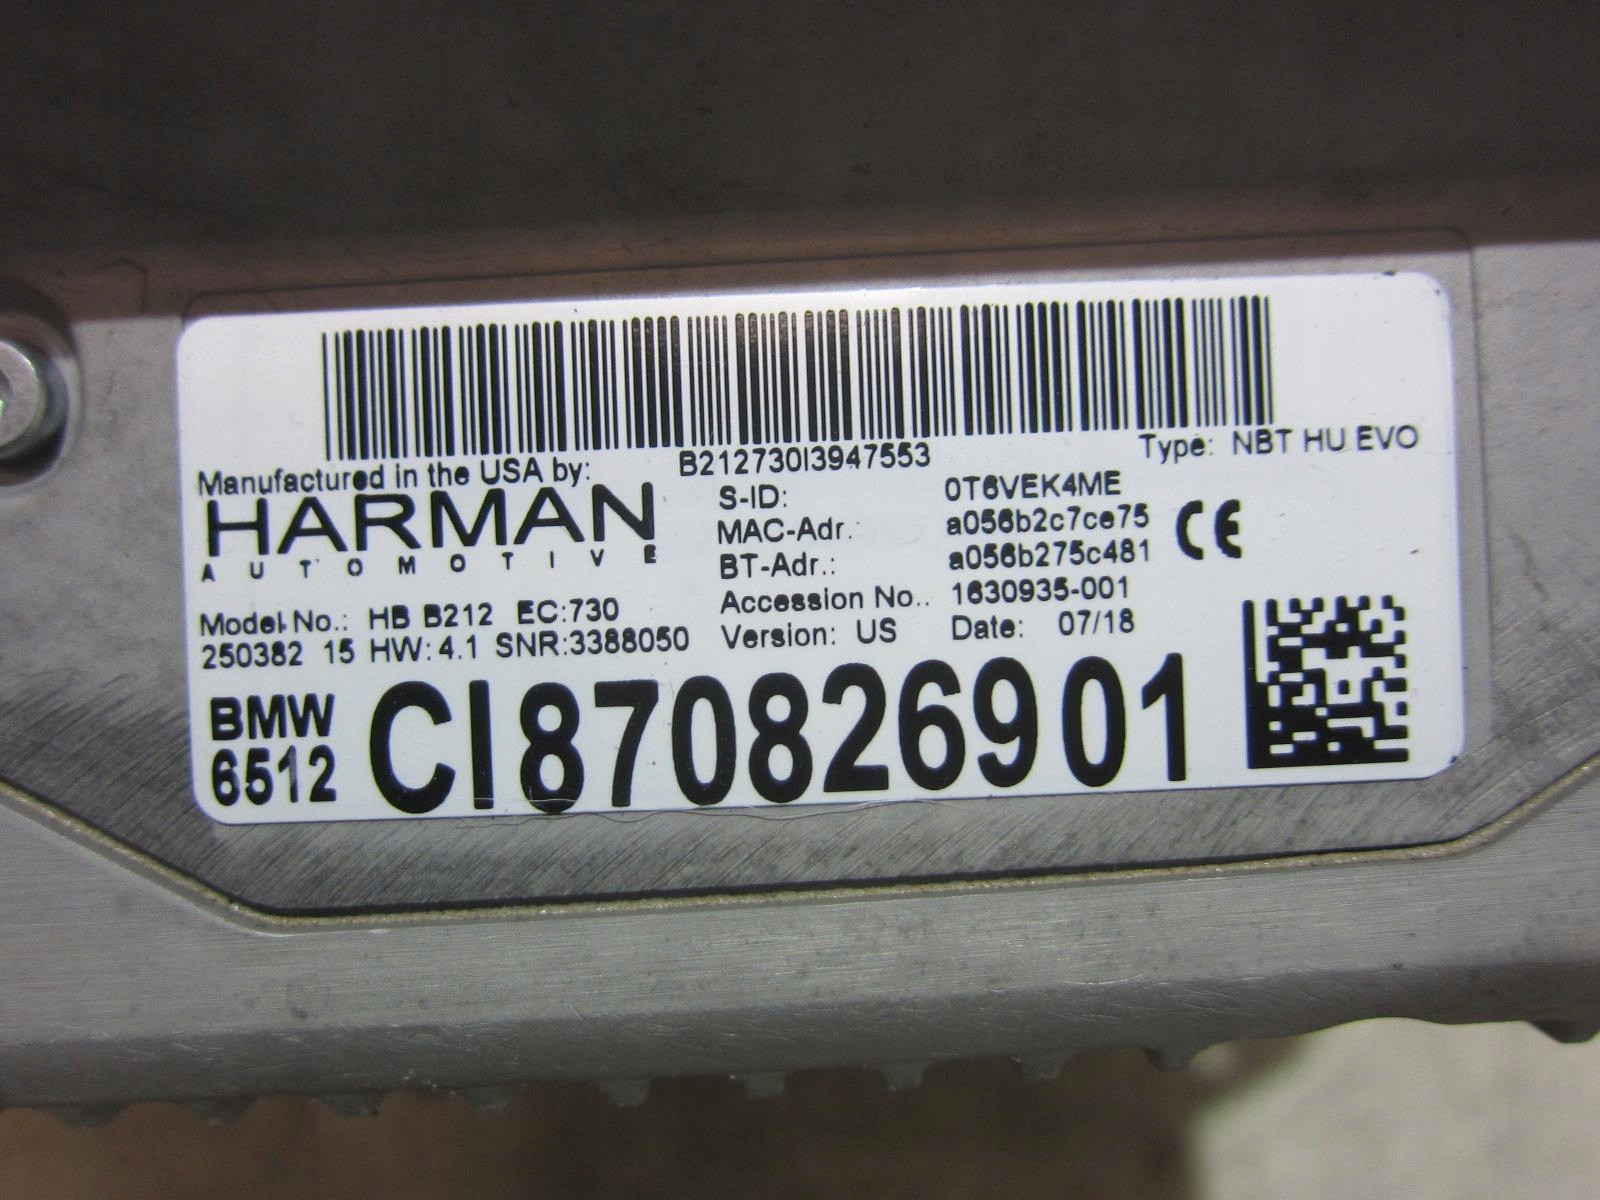 B212730I3947553
Type: NBT HU EVO
Manufactured in the USA by:
HARMAN
AUTOMOTIVE
S-ID: 0T6VEK4ME
MAC-Adr.: a056b2c7ce75
BT-Adr.: a056b275c481
CE
Accession No.: 1630935-001
Model No.: HB B212 EC:730
250382 15 HW: 4.1 SNR:3388050
Version: US Date: 07/18
BMW
6512
CI870826901